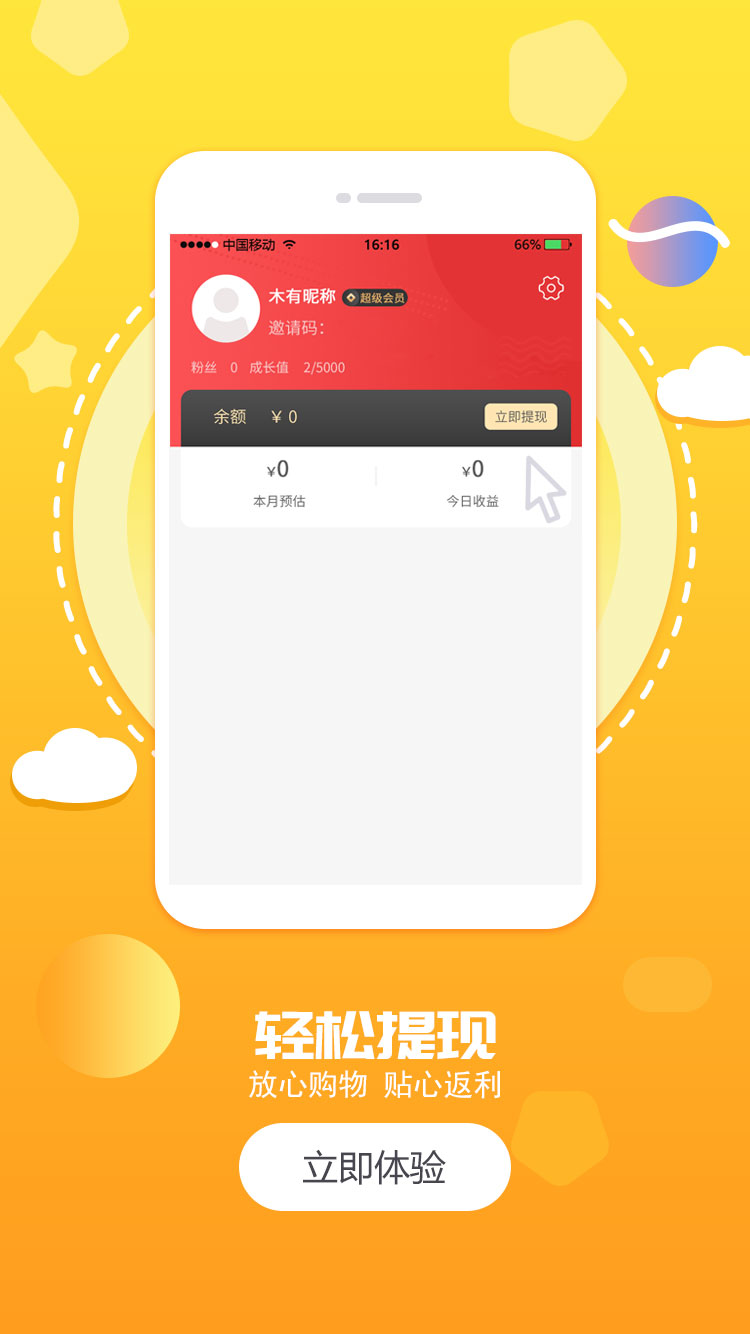 中国移动 16:16 66%
木有昵称 超级会员
邀请码：
粉丝 0 成长值 2/5000
余额 ￥ 0 立即提现
¥0 ¥0
本月预估 今日收益
轻松提现
放心购物 贴心返利
立即体验